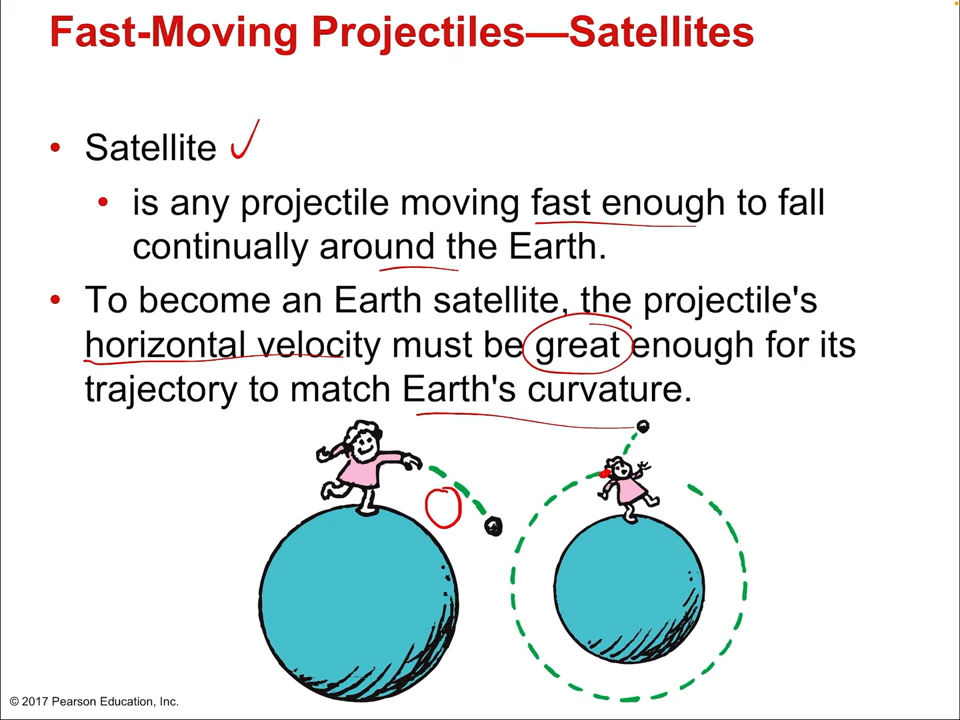 Fast-Moving Projectiles—Satellites
• Satellite
• is any projectile moving fast enough to fall
continually around the Earth.
• To become an Earth satellite, the projectile's
horizontal velocity must be great enough for its
trajectory to match Earth's curvature.
© 2017 Pearson Education, Inc.